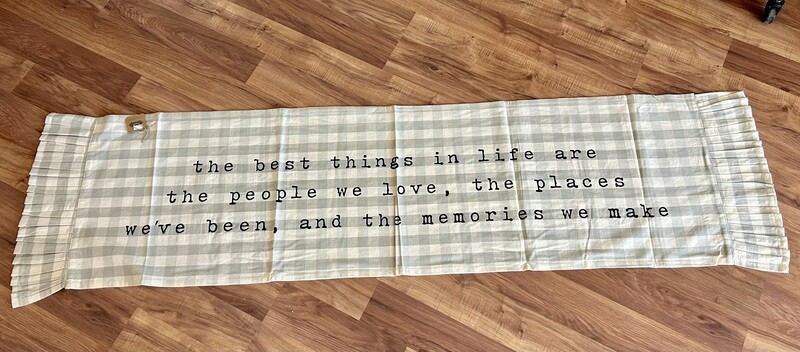 the best things in life are
the people we love, the places
we've been, and the memories we make